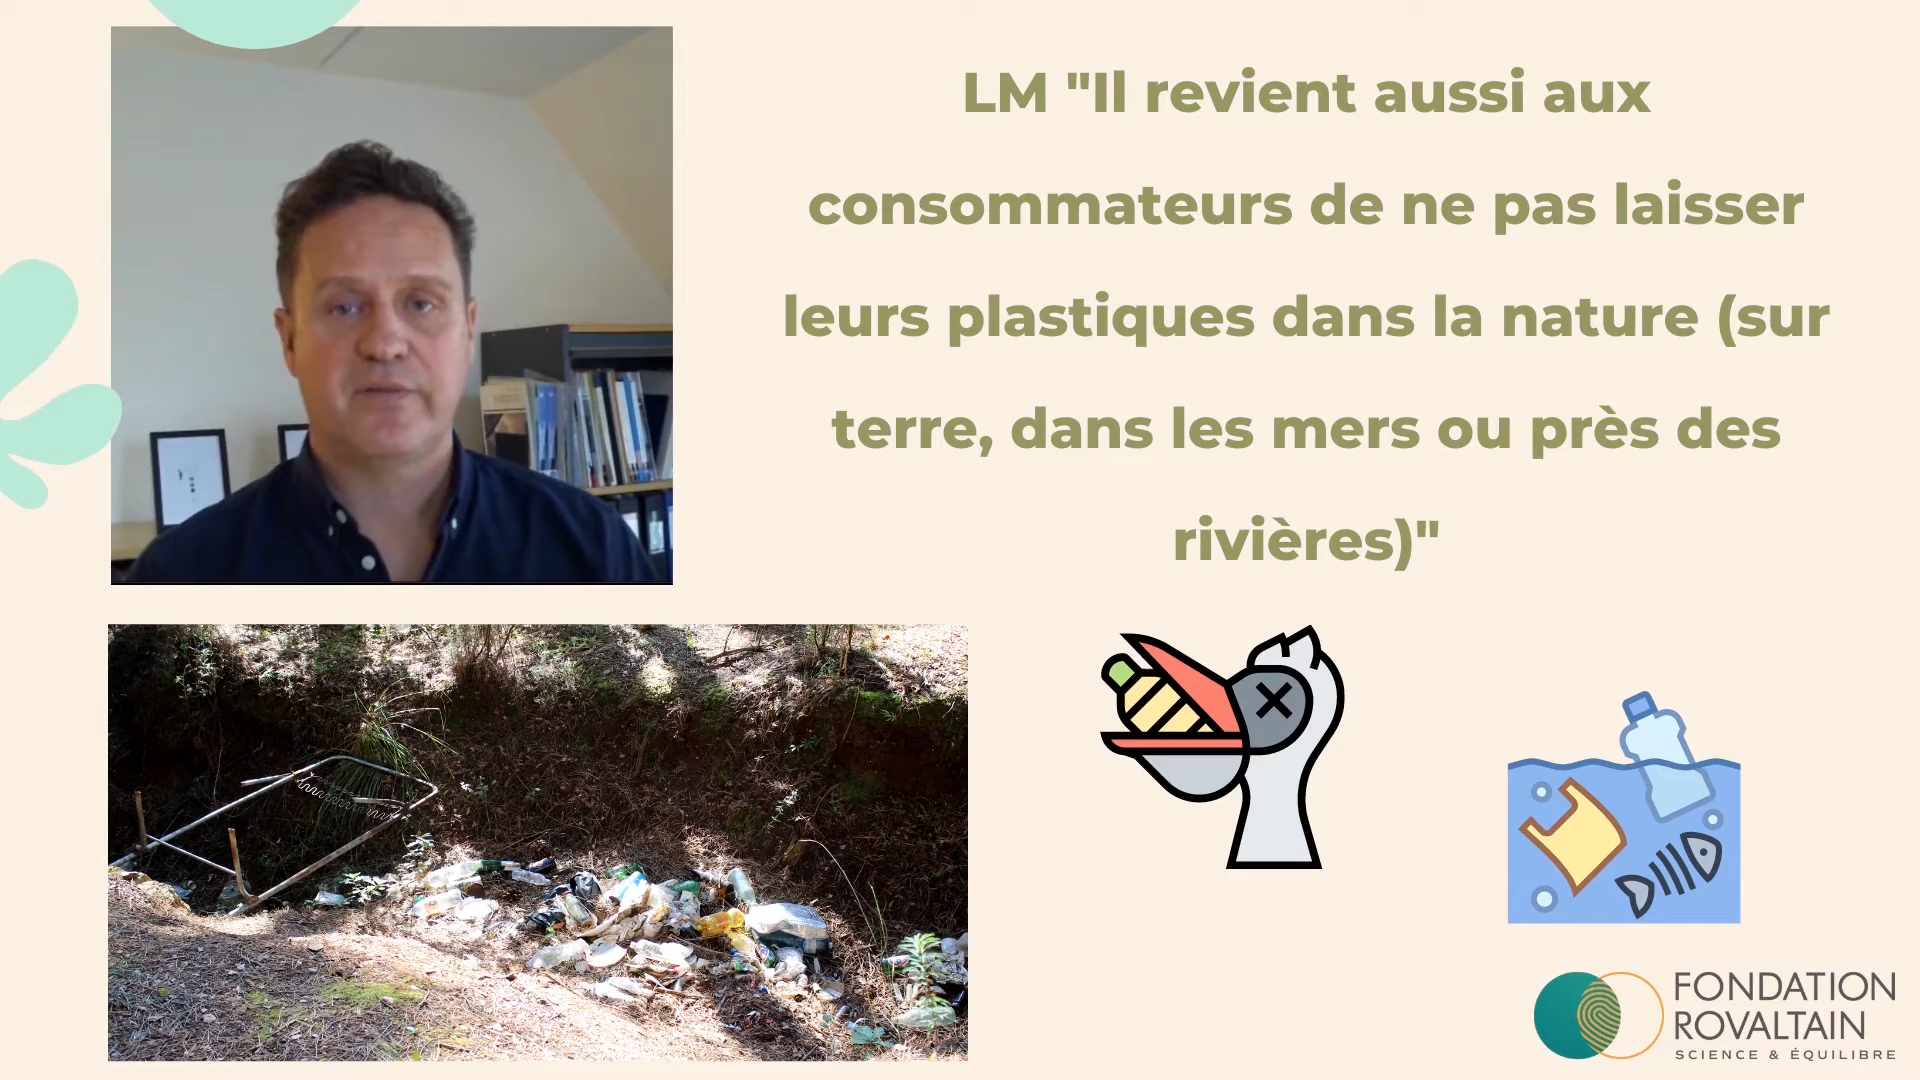 LM "Il revient aussi aux
consommateurs de ne pas laisser
leurs plastiques dans la nature (sur
terre, dans les mers ou près des
rivières)"
FONDATION
ROVALTAIN
SCIENCE & ÉQUILIBRE